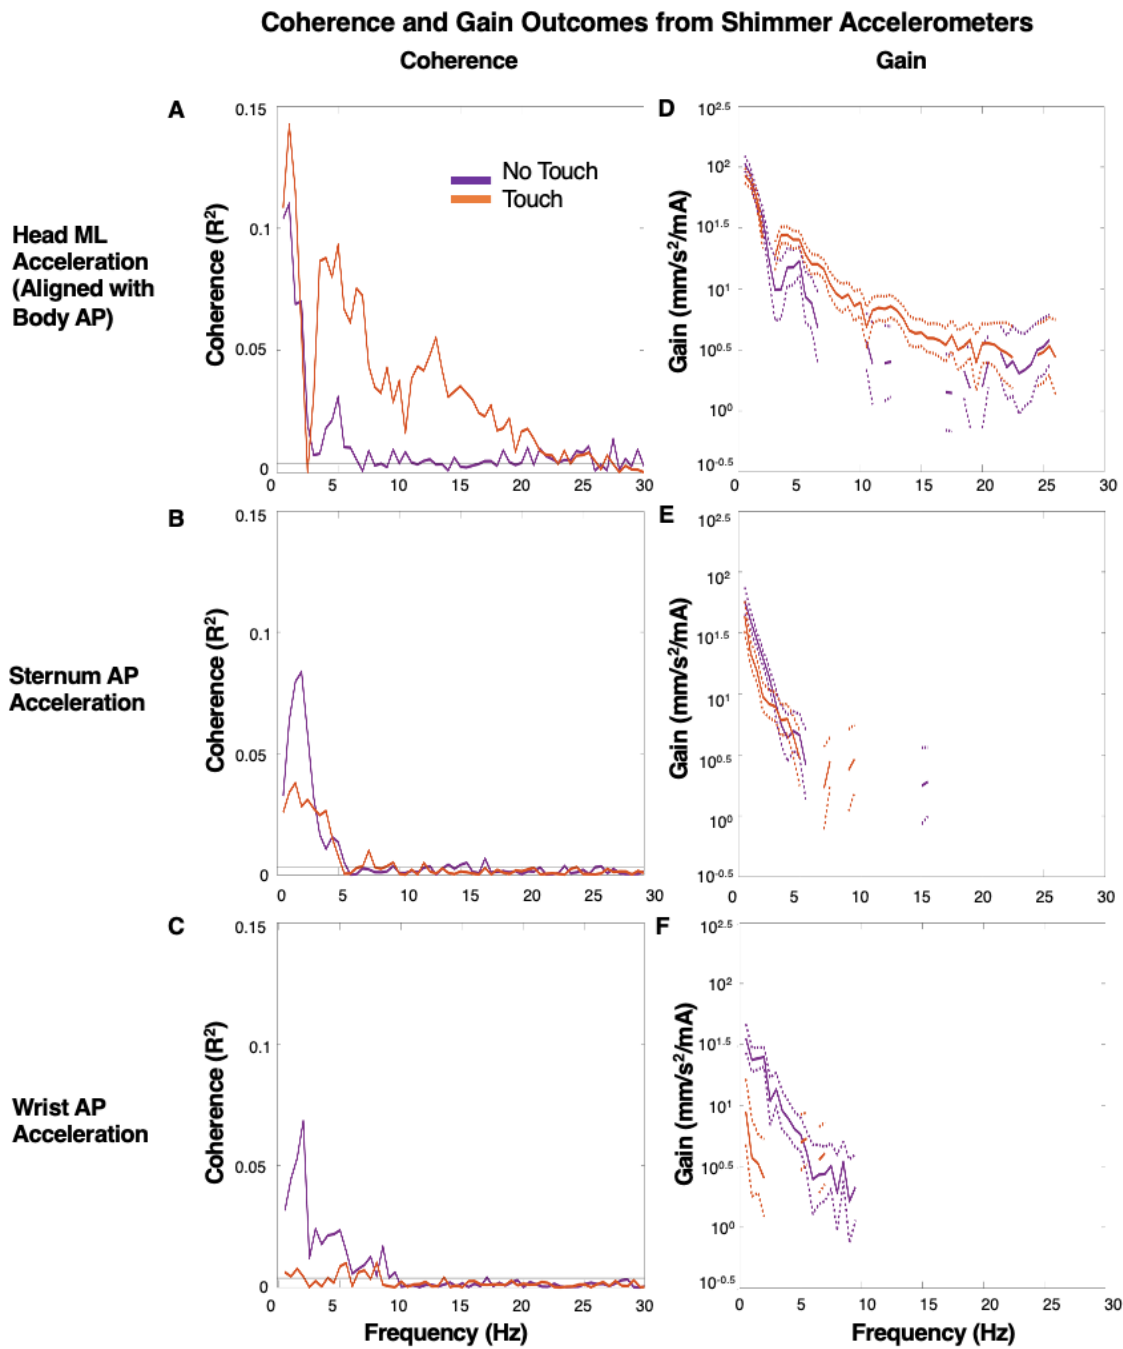 Coherence and Gain Outcomes from Shimmer Accelerometers
Coherence
Gain
A
Head ML
Acceleration
(Aligned with
Body AP)
Coherence (R²)
0.15
0.1
0.05
0
0 5 10 15 20 25 30
No Touch
Touch
D
Gain (mm/s²/mA)
10^2.5
10^2
10^1.5
10^1
10^0.5
10^0
10^-0.5
0 5 10 15 20 25 30
B
Sternum AP
Acceleration
Coherence (R²)
0.15
0.1
0.05
0
0 5 10 15 20 25 30
E
Gain (mm/s²/mA)
10^2.5
10^2
10^1.5
10^1
10^0.5
10^0
10^-0.5
0 5 10 15 20 25 30
C
Wrist AP
Acceleration
Coherence (R²)
0.15
0.1
0.05
0
0 5 10 15 20 25 30
Frequency (Hz)
F
Gain (mm/s²/mA)
10^2.5
10^2
10^1.5
10^1
10^0.5
10^0
10^-0.5
0 5 10 15 20 25 30
Frequency (Hz)